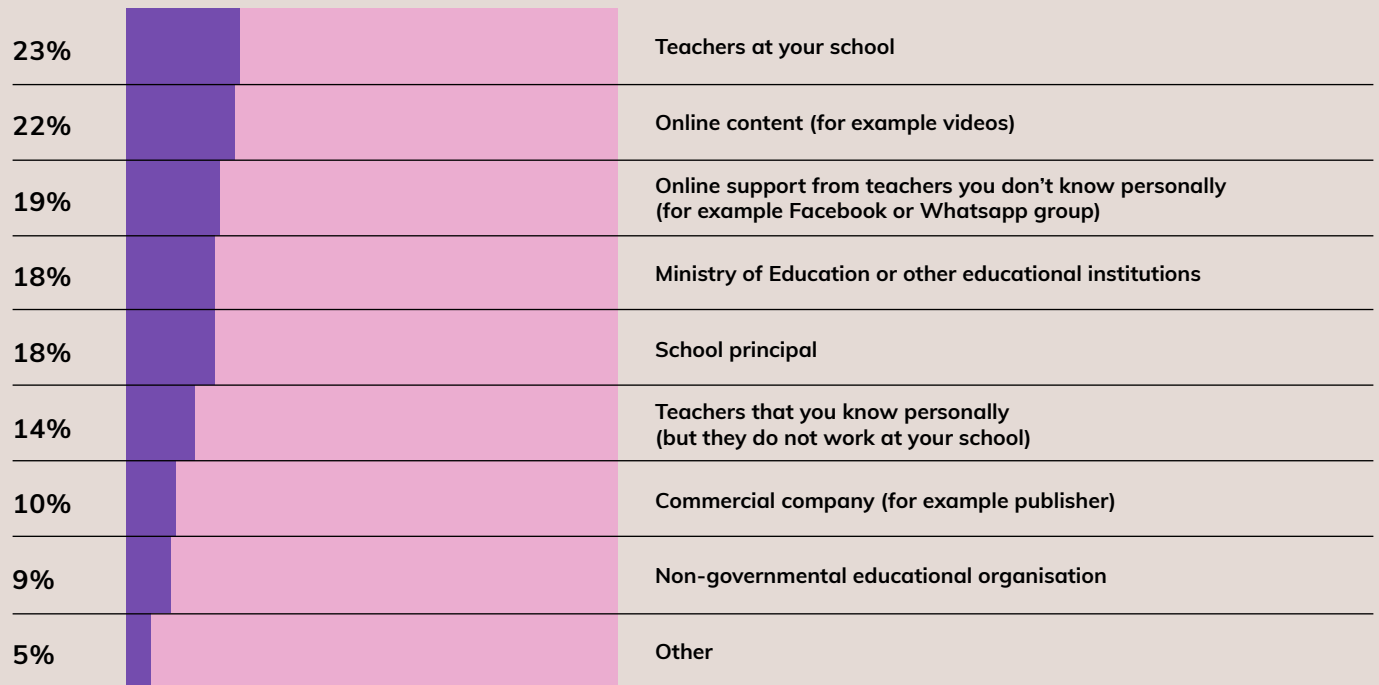 23%
Teachers at your school
22%
Online content (for example videos)
19%
Online support from teachers you don’t know personally
(for example Facebook or Whatsapp group)
18%
Ministry of Education or other educational institutions
18%
School principal
14%
Teachers that you know personally
(but they do not work at your school)
10%
Commercial company (for example publisher)
9%
Non-governmental educational organisation
5%
Other